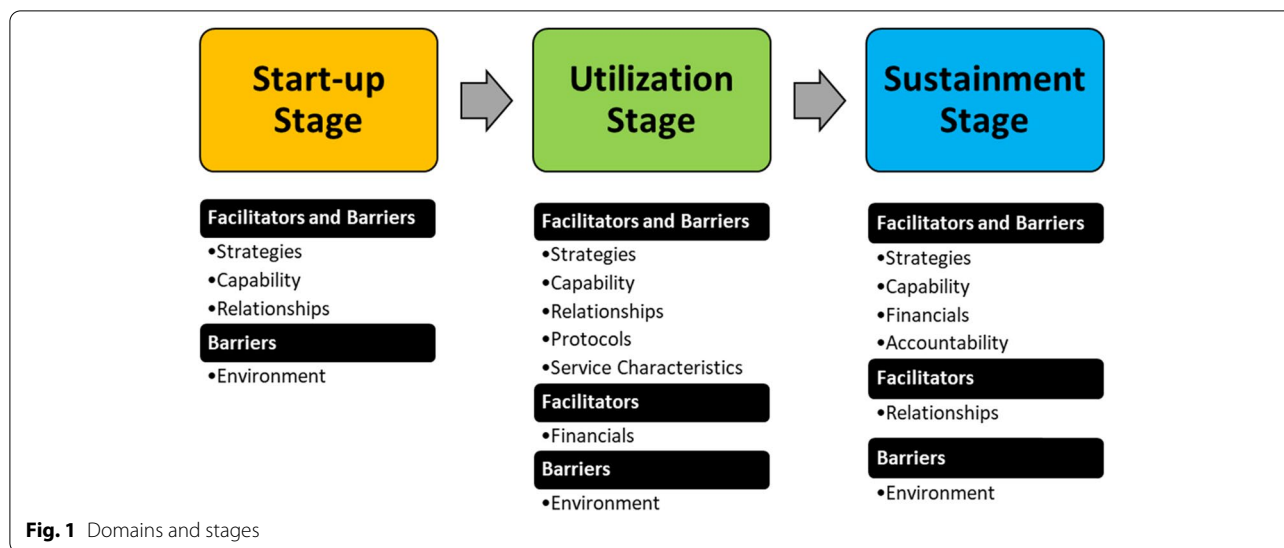 Start-up
Stage
Facilitators and Barriers
•Strategies
•Capability
•Relationships
Barriers
•Environment
Utilization
Stage
Facilitators and Barriers
•Strategies
•Capability
•Relationships
•Protocols
•Service Characteristics
Facilitators
•Financials
Barriers
•Environment
Sustainment
Stage
Facilitators and Barriers
•Strategies
•Capability
•Financials
•Accountability
Facilitators
•Relationships
Barriers
•Environment
Fig. 1 Domains and stages